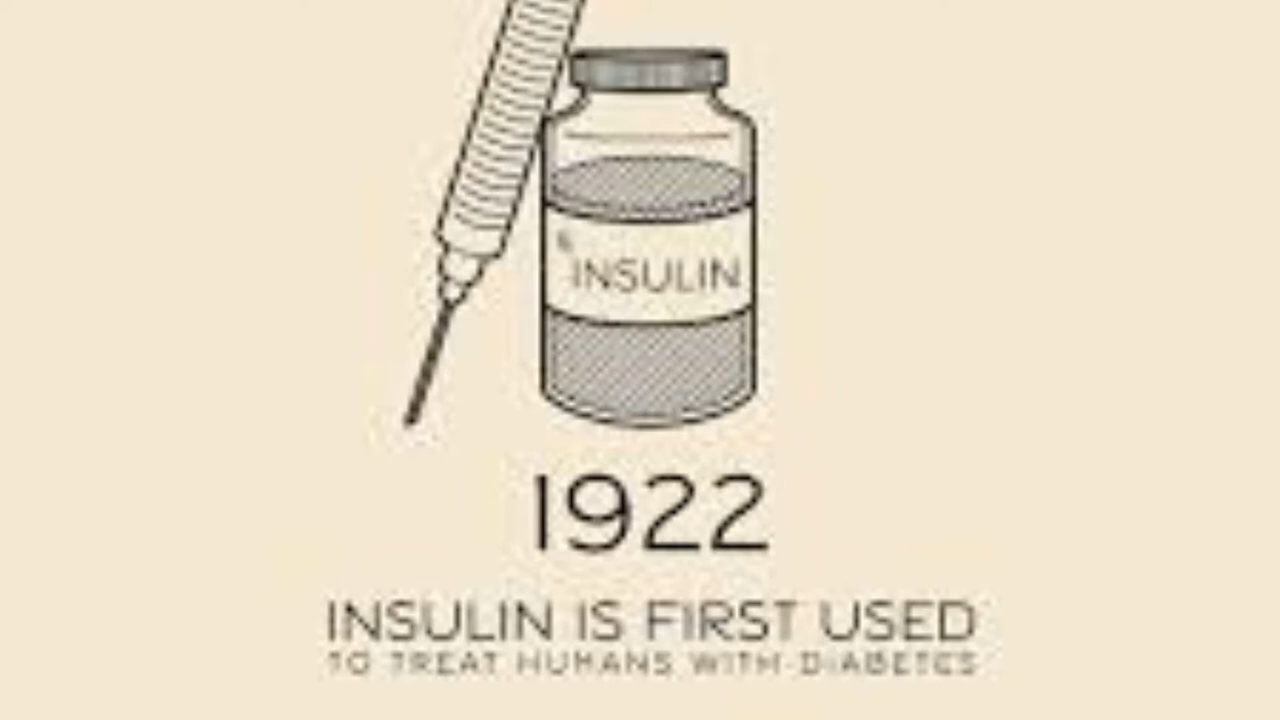 INSULIN
1922
INSULIN IS FIRST USED
TO TREAT HUMANS WITH DIABETES